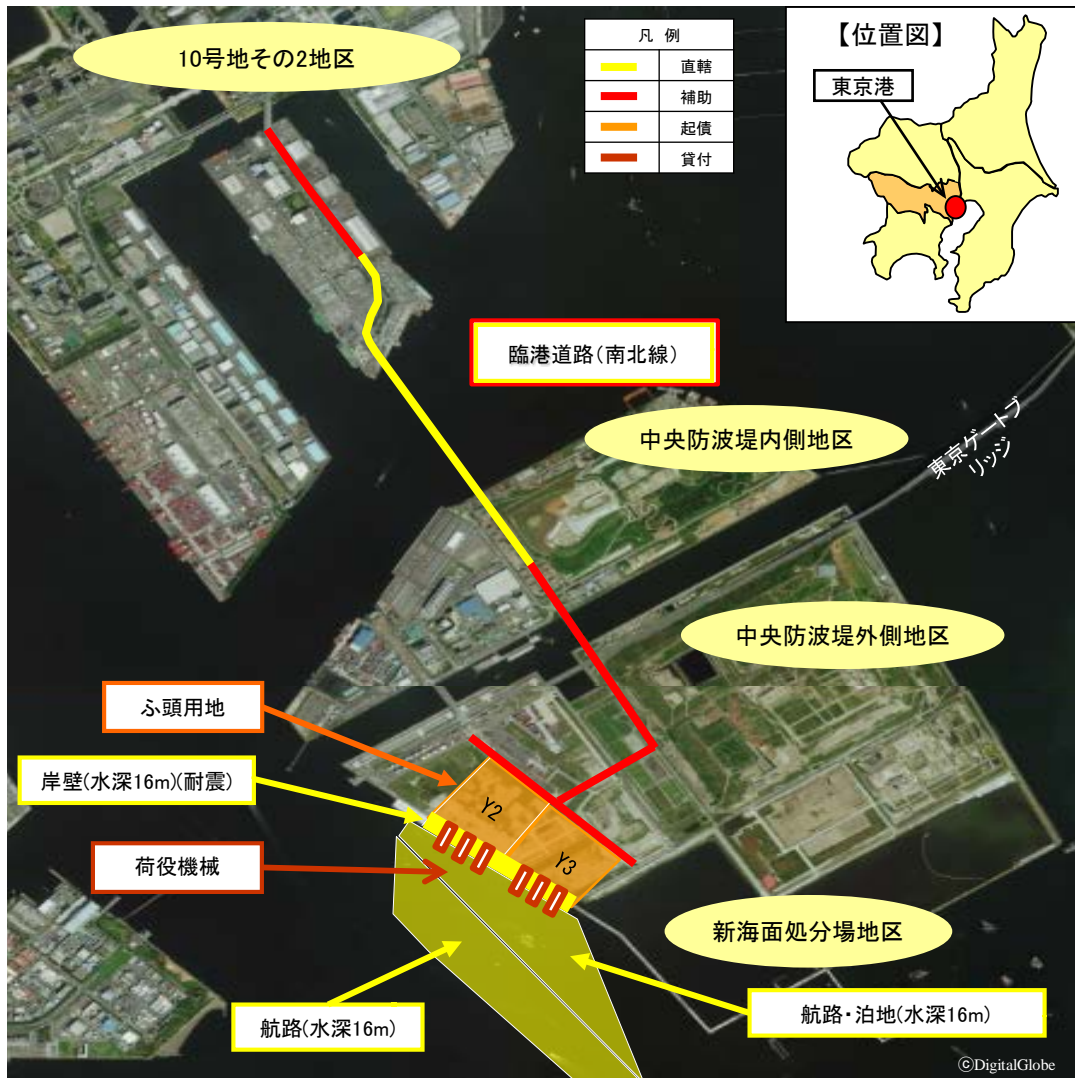 10号地その2地区
凡 例
直轄
補助
起債
貸付
【位置図】
東京港
臨港道路(南北線)
中央防波堤内側地区
東京ゲートブ
リッジ
中央防波堤外側地区
ふ頭用地
岸壁(水深16m)(耐震)
Y2
Y3
荷役機械
新海面処分場地区
航路(水深16m)
航路・泊地(水深16m)
©DigitalGlobe